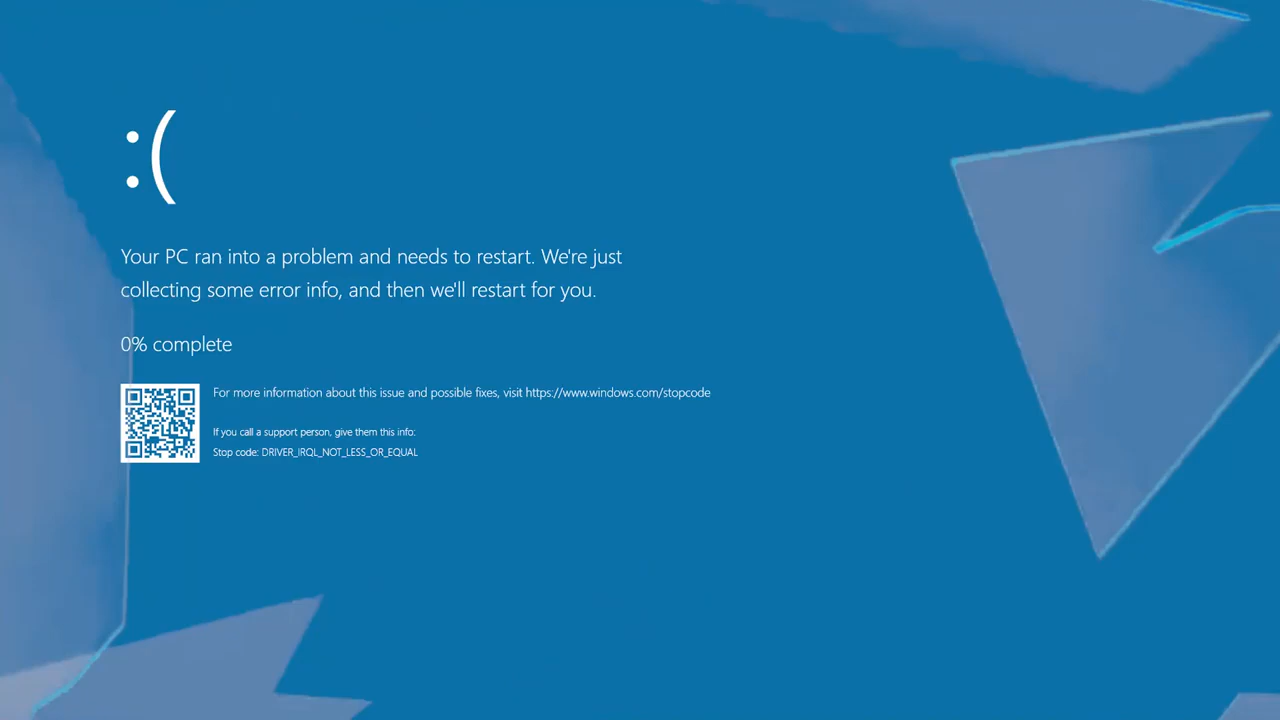 :(
Your PC ran into a problem and needs to restart. We're just
collecting some error info, and then we'll restart for you.
0% complete
For more information about this issue and possible fixes, visit https://www.windows.com/stopcode
If you call a support person, give them this info:
Stop code: DRIVER_IRQL_NOT_LESS_OR_EQUAL